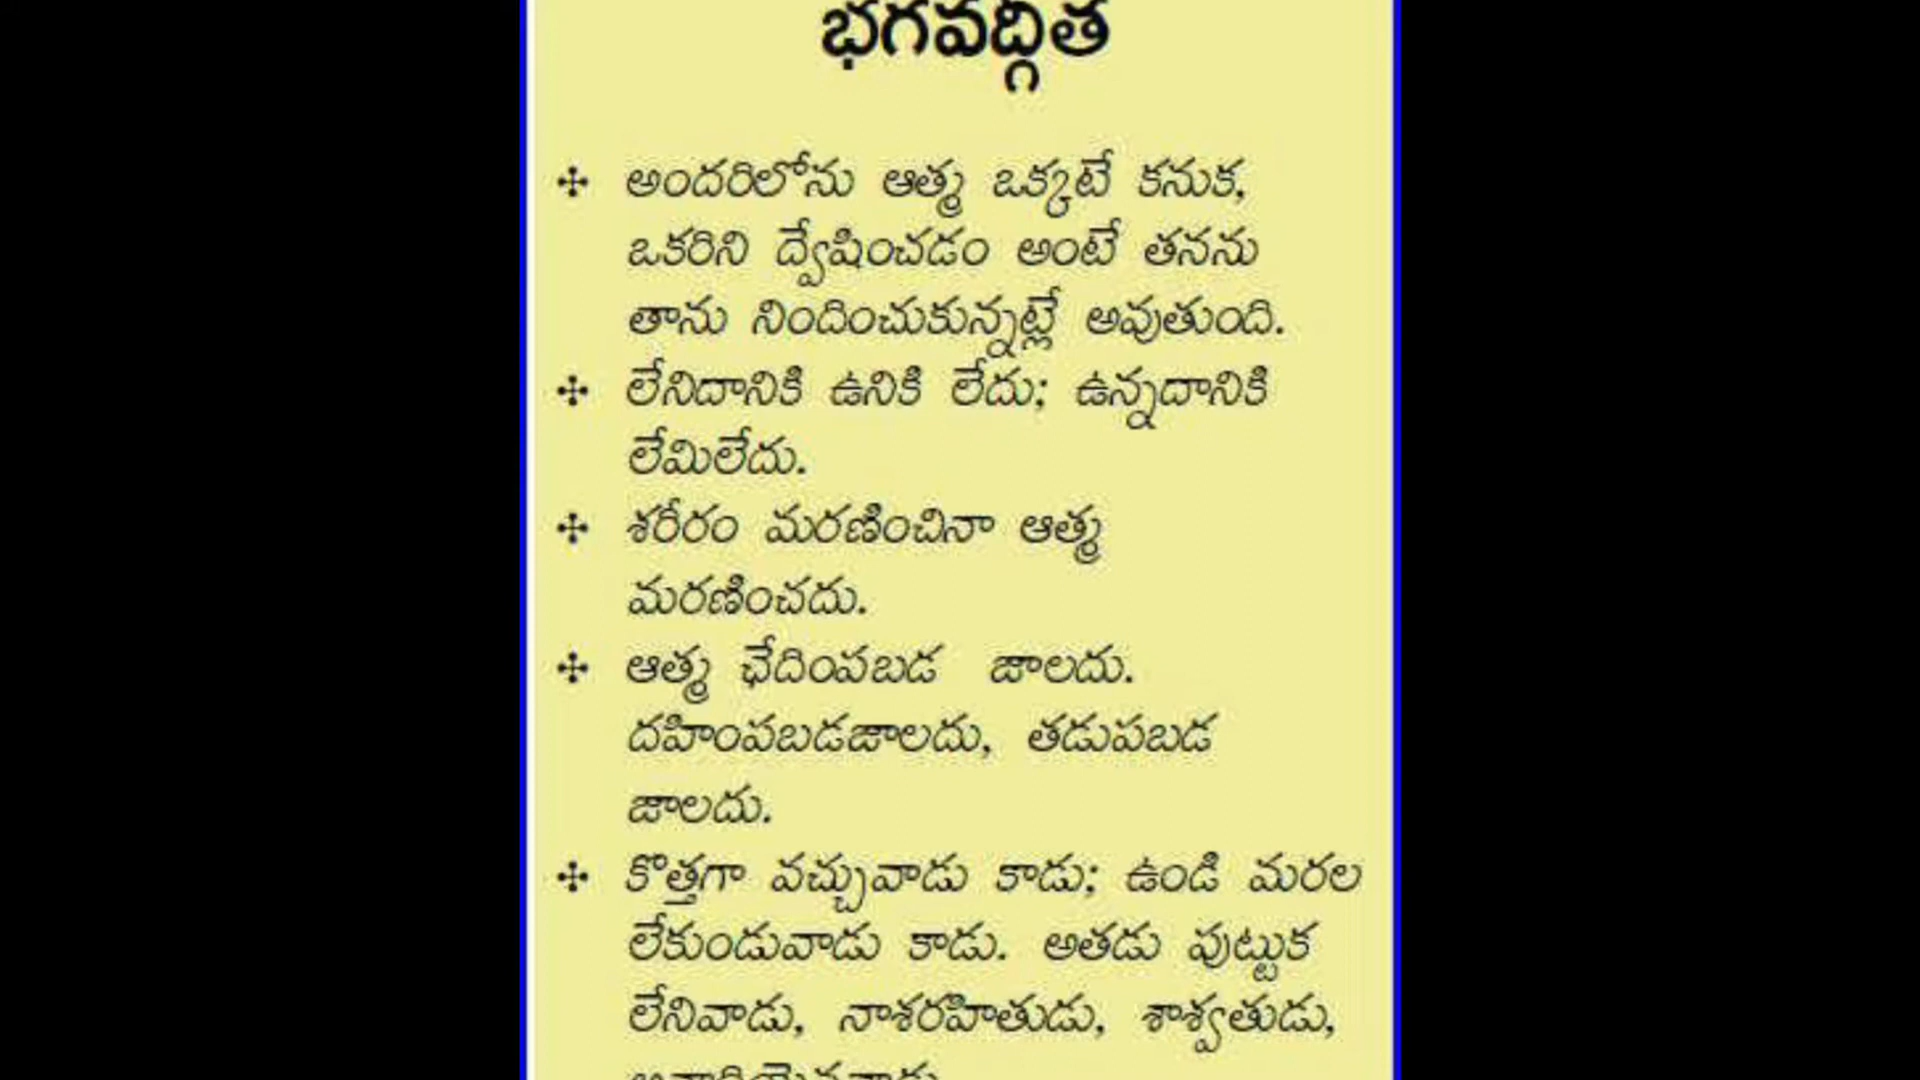 భగవద్గీత
✣ అందరిలోను ఆత్మ ఒక్కటే కనుక,
ఒకరిని ద్వేషించడం అంటే తనను
తాను నిందించుకున్నట్లే అవుతుంది.
✣ లేనిదానికి ఉనికి లేదు; ఉన్నదానికి
లేమిలేదు.
✣ శరీరం మరణించినా ఆత్మ
మరణించదు.
✣ ఆత్మ ఛేదింపబడ జాలదు.
దహింపబడజాలదు, తడుపబడ
జాలదు.
✣ కొత్తగా వచ్చువాడు కాడు; ఉండి మరల
లేకుండువాడు కాడు. అతడు పుట్టుక
లేనివాడు, నాశరహితుడు, శాశ్వతుడు,